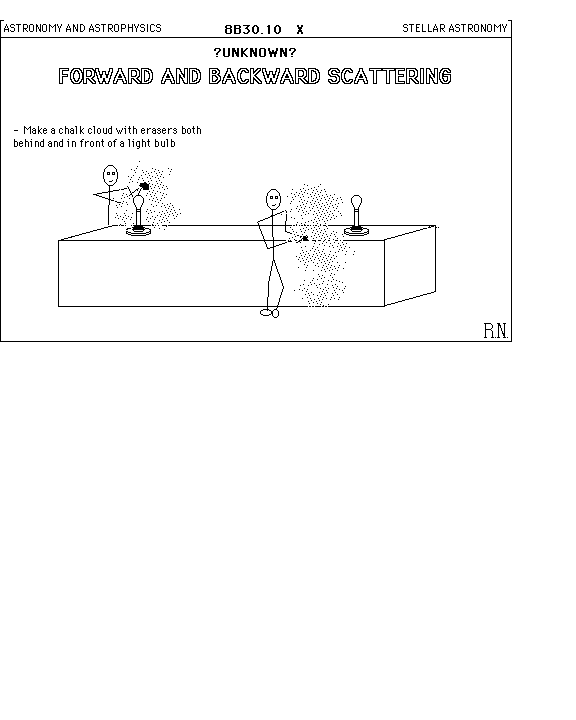 ASTRONOMY AND ASTROPHYSICS 8B30.10 X STELLAR ASTRONOMY
?UNKNOWN?
FORWARD AND BACKWARD SCATTERING
- Make a chalk cloud with erasers both
behind and in front of a light bulb
R.N.